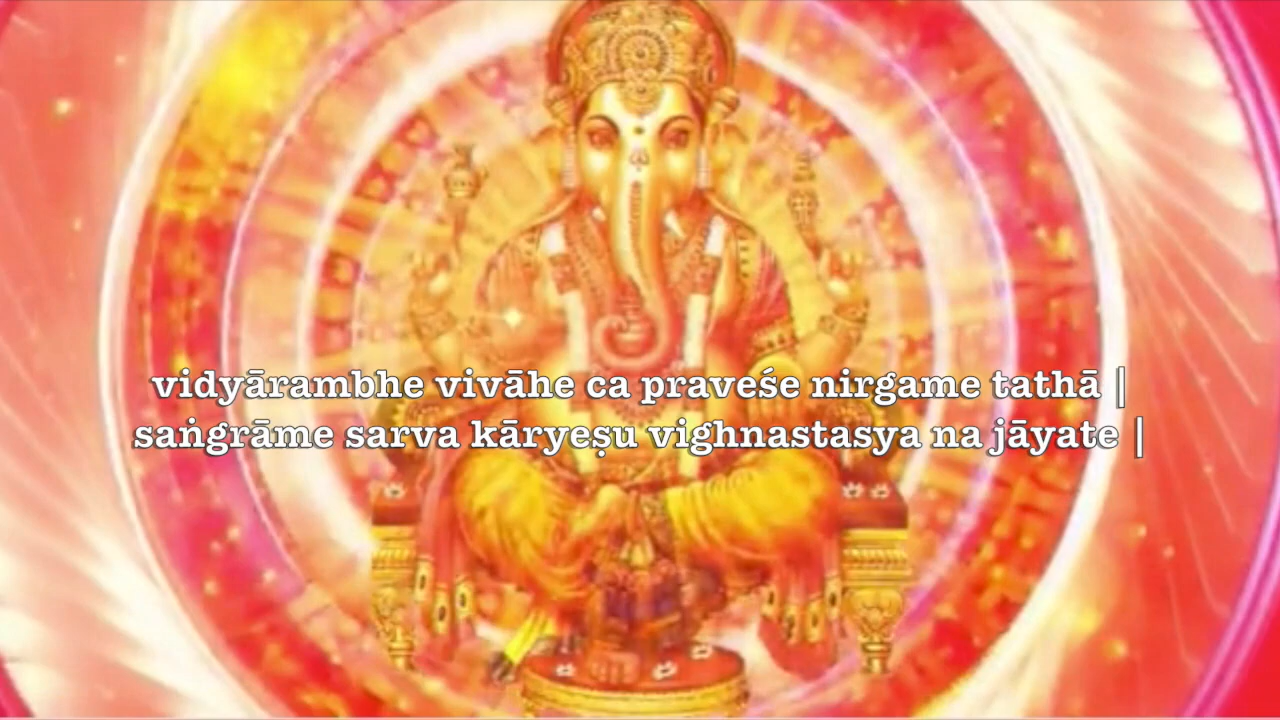 vidyārambhe vivāhe ca praveśe nirgame tathā |
saṅgrāme sarva kāryeṣu vighnastasya na jāyate |